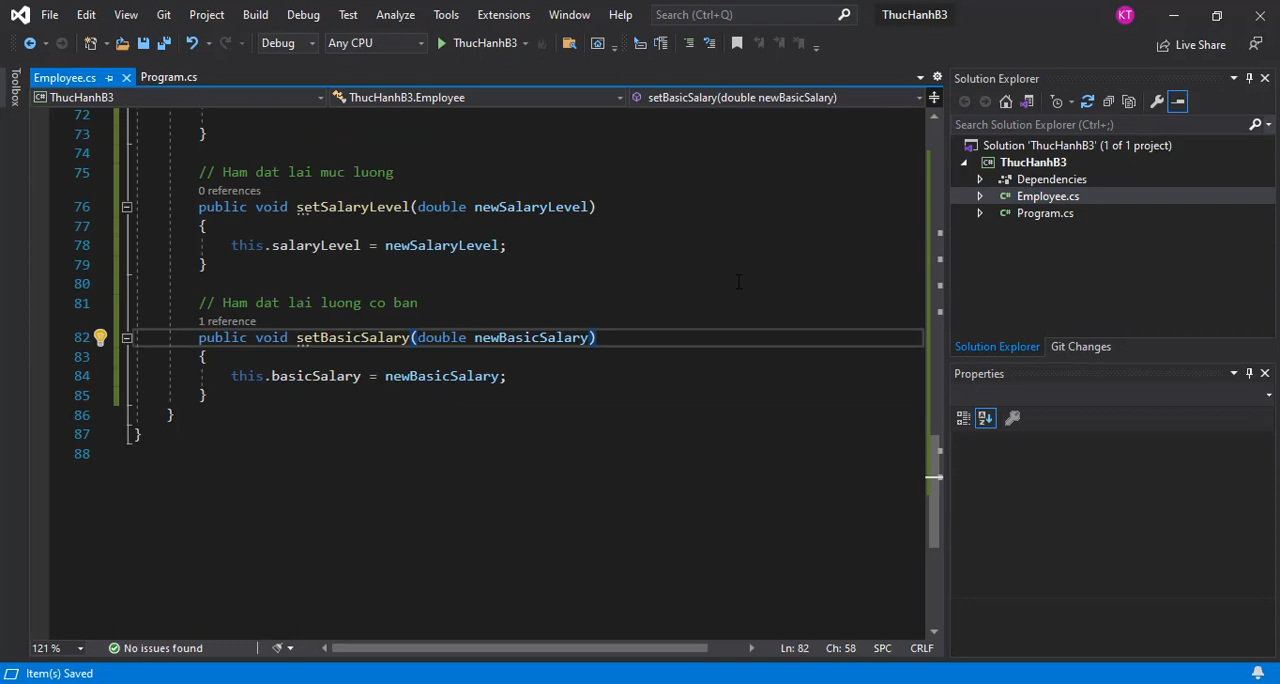 File Edit View Git Project Build Debug Test Analyze Tools Extensions Window Help Search (Ctrl+Q) ThucHanhB3 KT
Debug Any CPU ThucHanhB3 Live Share
Toolbox
Employee.cs Program.cs
ThucHanhB3 ThucHanhB3.Employee setBasicSalary(double newBasicSalary)
72
73 }
74
75 // Ham dat lai muc luong
0 references
76 public void setSalaryLevel(double newSalaryLevel)
77 {
78 this.salaryLevel = newSalaryLevel;
79 }
80
81 // Ham dat lai luong co ban
1 reference
82 public void setBasicSalary(double newBasicSalary)
83 {
84 this.basicSalary = newBasicSalary;
85 }
86 }
87 }
88
121 % No issues found Ln: 82 Ch: 58 SPC CRLF
Item(s) Saved
Solution Explorer
Search Solution Explorer (Ctrl+;)
Solution 'ThucHanhB3' (1 of 1 project)
C# ThucHanhB3
Dependencies
C# Employee.cs
C# Program.cs
Solution Explorer Git Changes
Properties